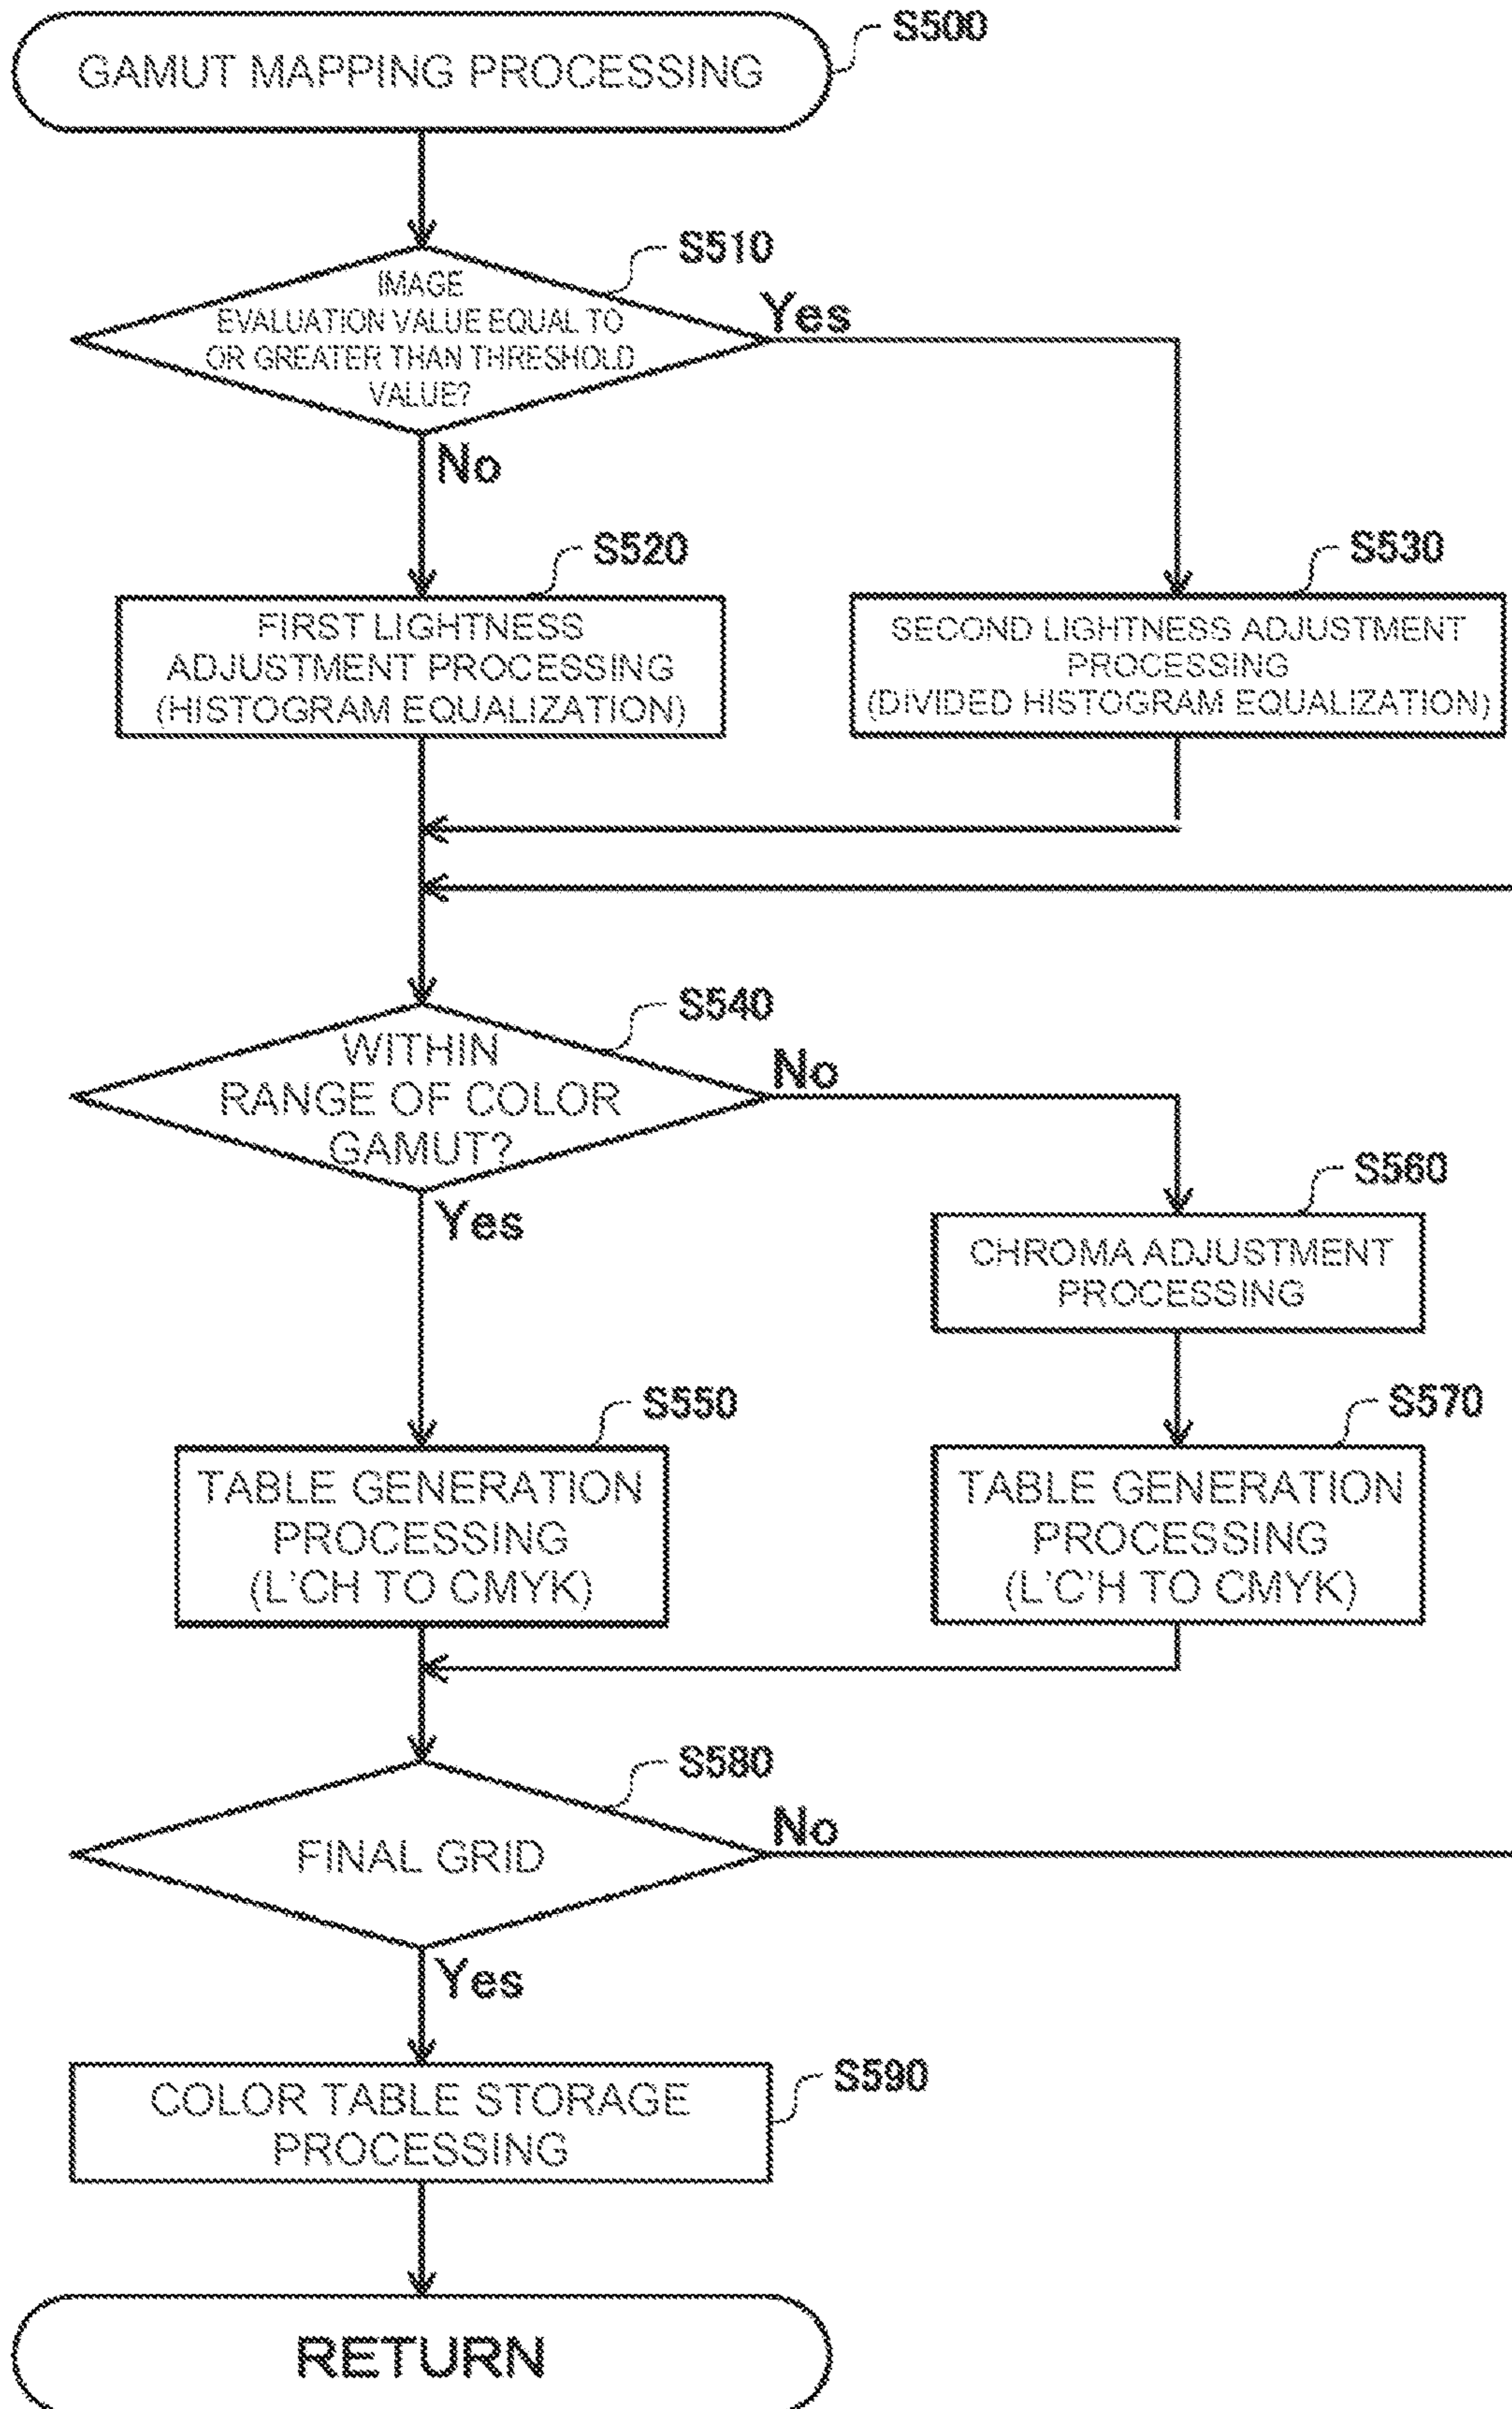 S500
GAMUT MAPPING PROCESSING
S510
IMAGE
EVALUATION VALUE EQUAL TO
OR GREATER THAN THRESHOLD
VALUE?
Yes
No
S520
FIRST LIGHTNESS
ADJUSTMENT PROCESSING
(HISTOGRAM EQUALIZATION)
S530
SECOND LIGHTNESS ADJUSTMENT
PROCESSING
(DIVIDED HISTOGRAM EQUALIZATION)
S540
WITHIN
RANGE OF COLOR
GAMUT?
No
Yes
S560
CHROMA ADJUSTMENT
PROCESSING
S550
TABLE GENERATION
PROCESSING
(L'CH TO CMYK)
S570
TABLE GENERATION
PROCESSING
(L'C'H TO CMYK)
S580
FINAL GRID
No
Yes
S590
COLOR TABLE STORAGE
PROCESSING
RETURN